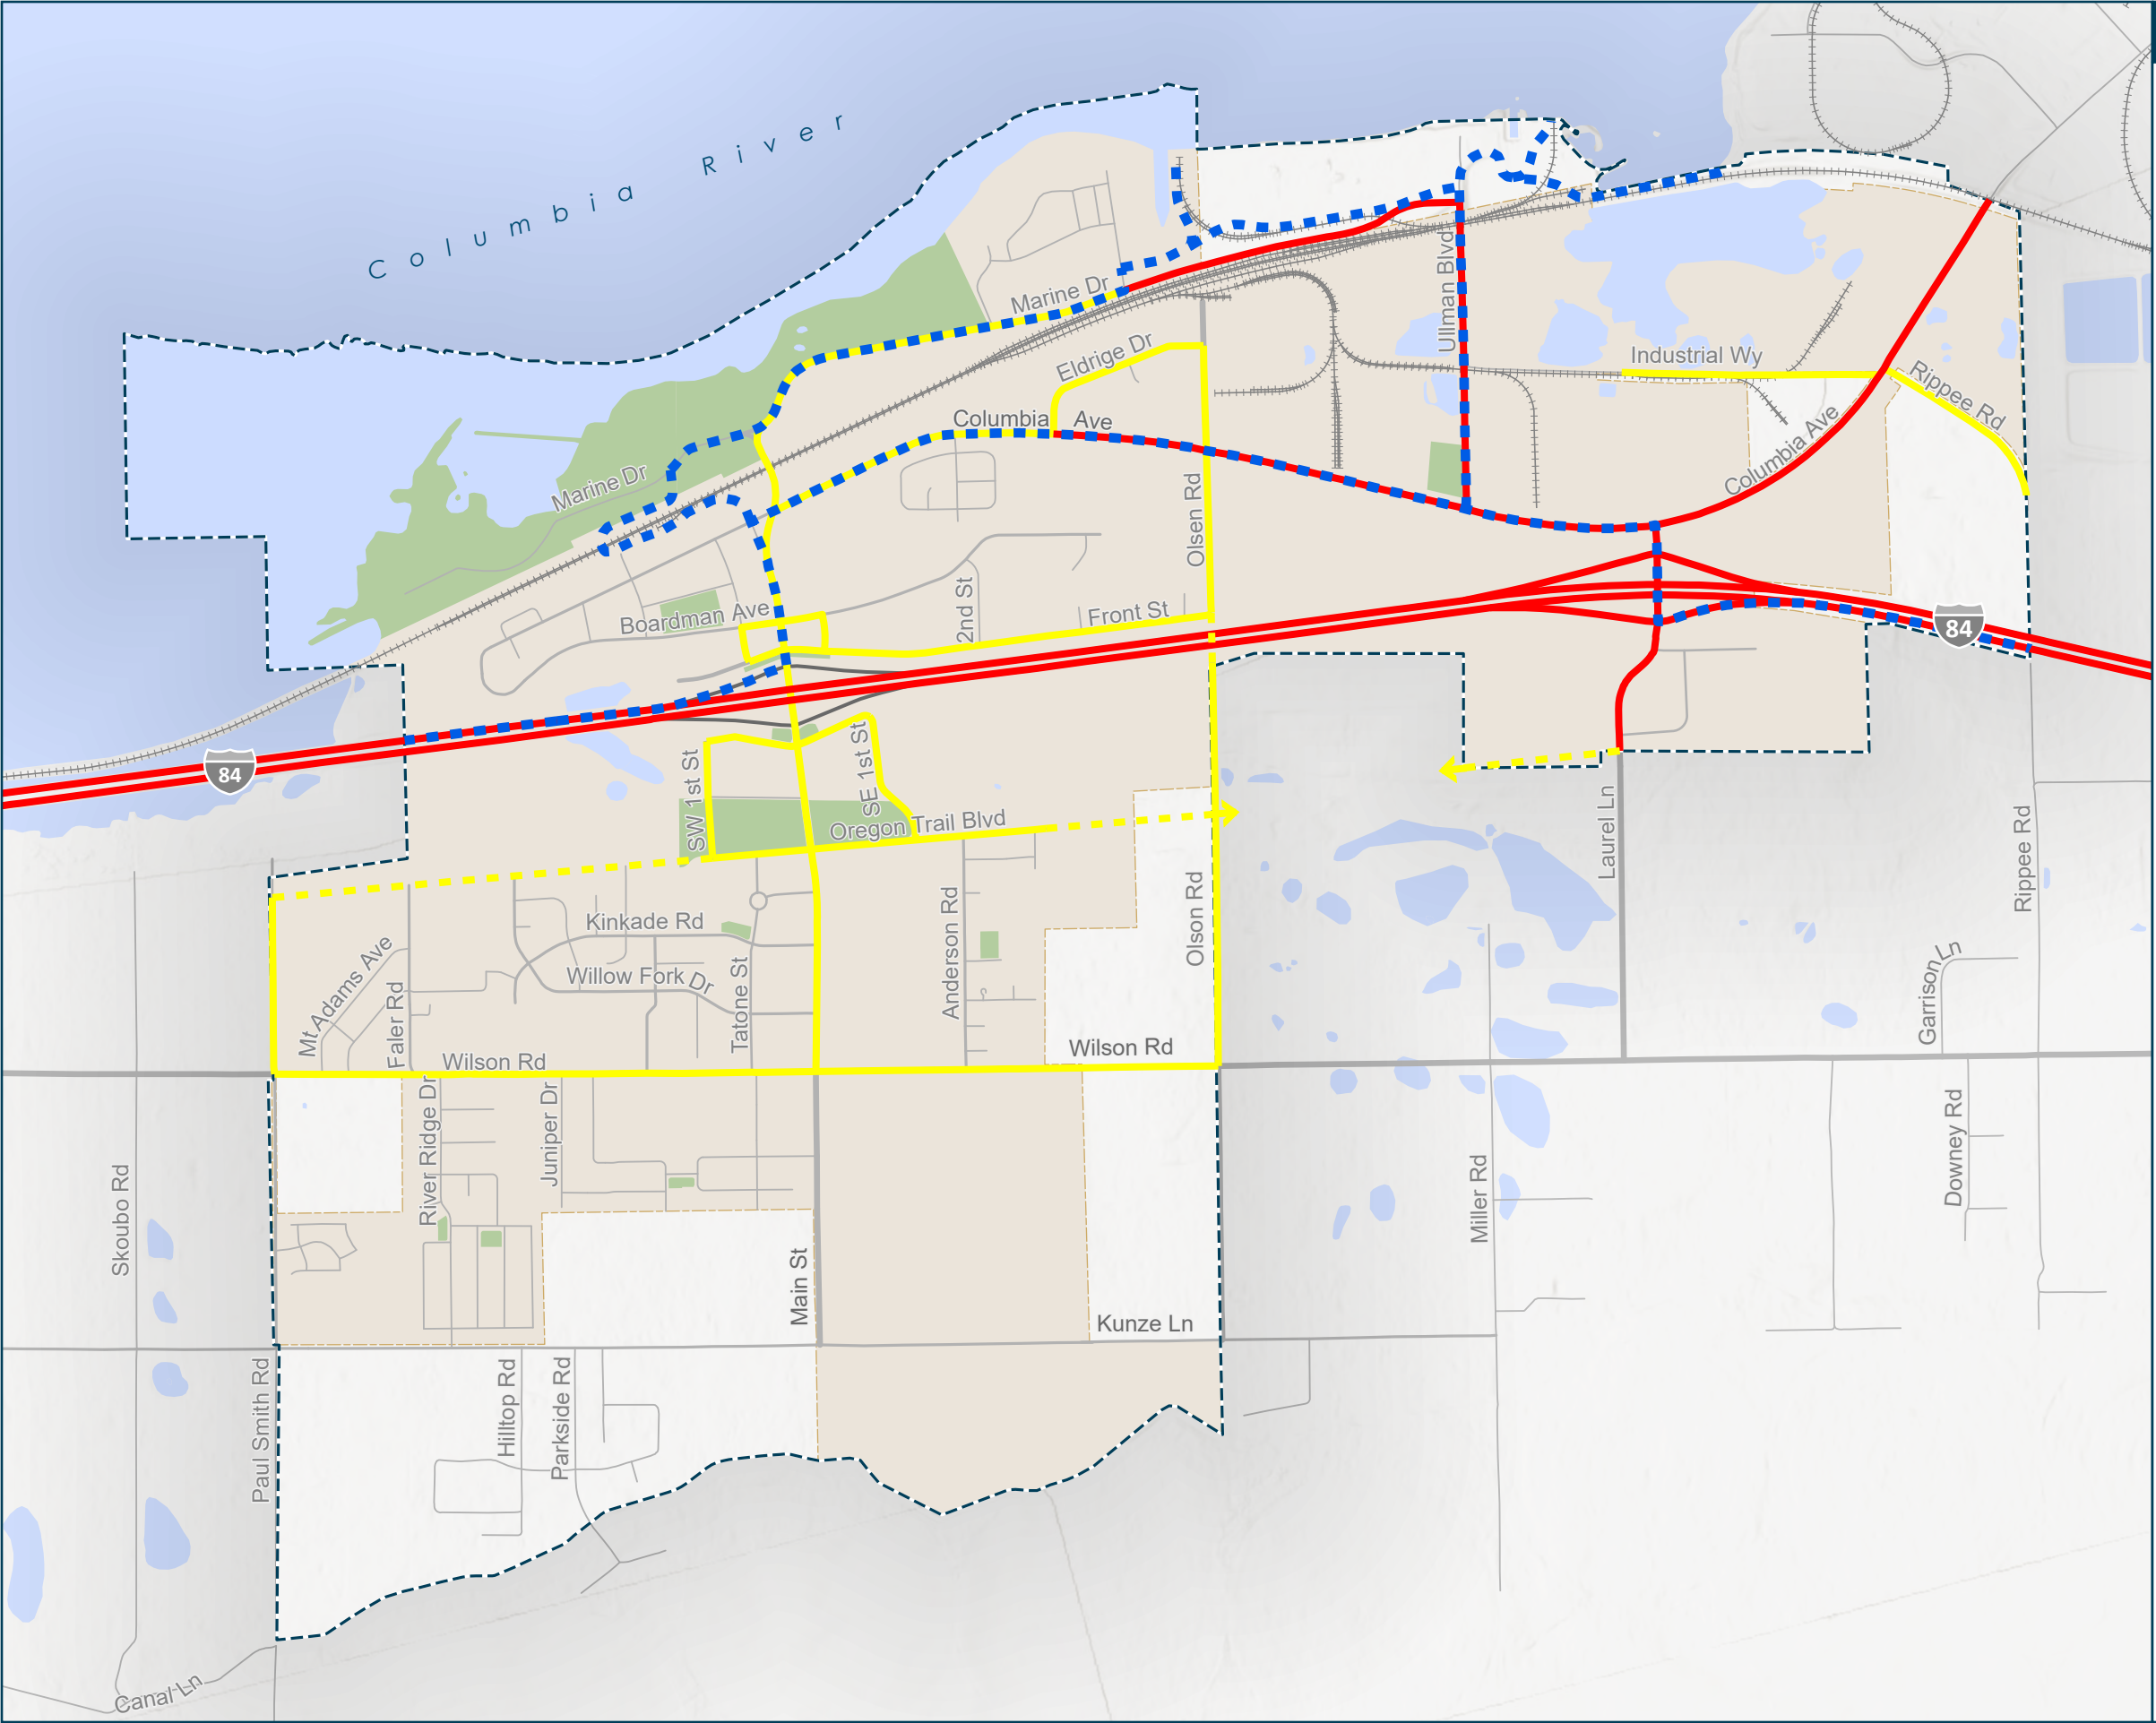 Columbia River
Marine Dr
Ullman Blvd
Eldrige Dr
Industrial Wy
Rippee Rd
Columbia Ave
Columbia Ave
Marine Dr
Olsen Rd
2nd St
Boardman Ave
Front St
84
84
SW 1st St
SE 1st St
Oregon Trail Blvd
Laurel Ln
Rippee Rd
Kinkade Rd
Anderson Rd
Olson Rd
Mt Adams Ave
Willow Fork Dr
Tatone St
Faler Rd
Garrison Ln
Wilson Rd
Wilson Rd
River Ridge Dr
Juniper Dr
Downey Rd
Skoubo Rd
Miller Rd
Main St
Kunze Ln
Paul Smith Rd
Hilltop Rd
Parkside Rd
Canal Ln